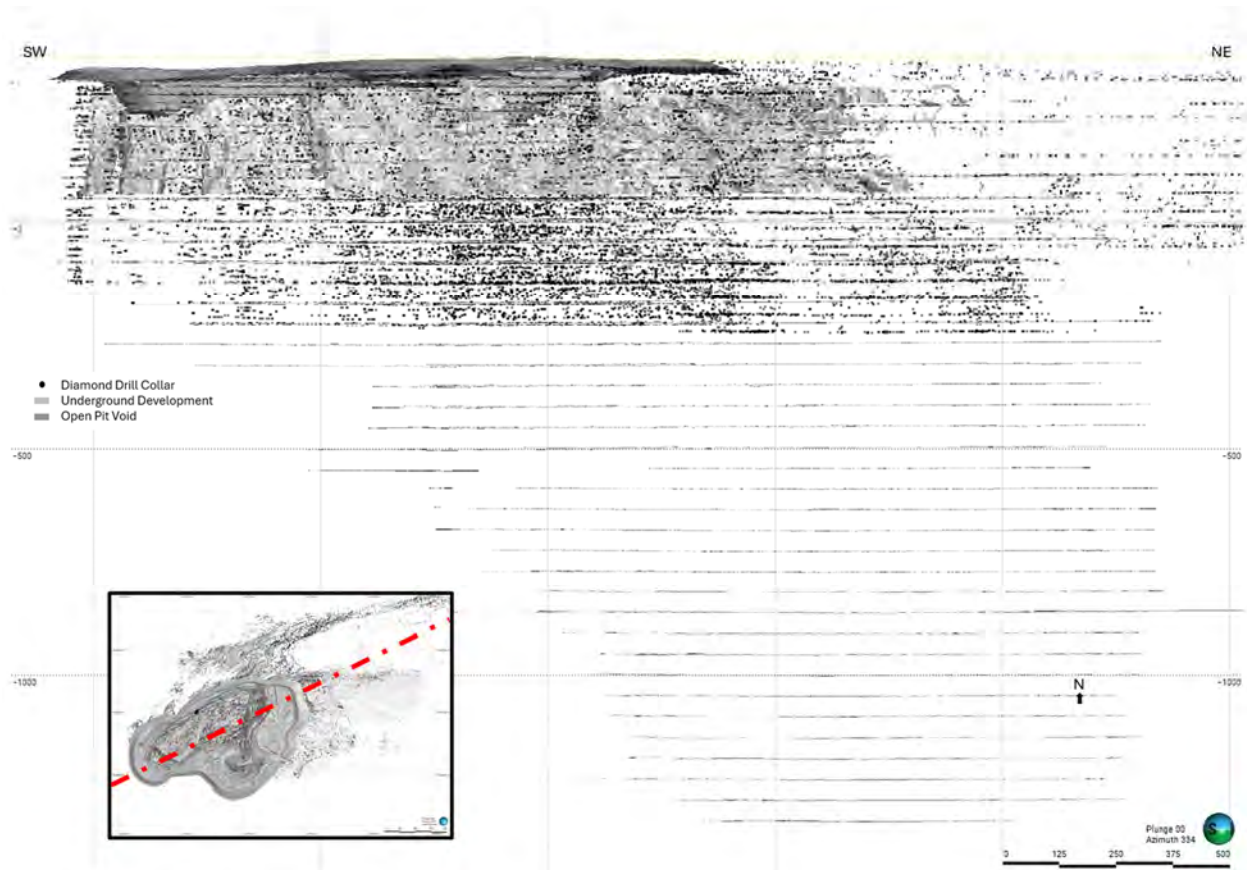 SW
NE
Diamond Drill Collar
Underground Development
Open Pit Void
-500
-500
-1000
-1000
N
Plunge 00
Azimuth 334
S
0 125 250 375 500